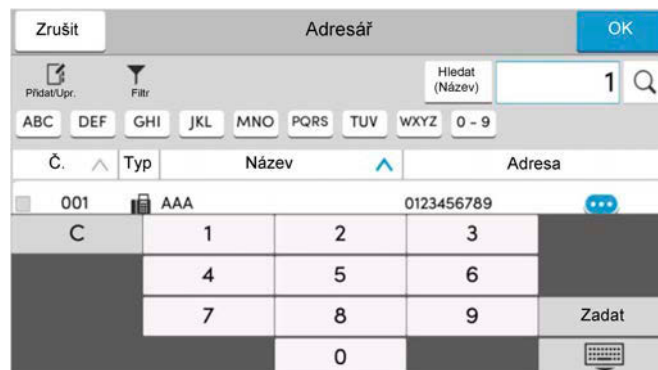 Zrušit Adresář OK
Přidat/Upr. Filtr Hledat (Název) 1
ABC DEF GHI JKL MNO PQRS TUV WXYZ 0 - 9
Č. Typ Název Adresa
001 AAA 0123456789
C 1 2 3
4 5 6
7 8 9 Zadat
0